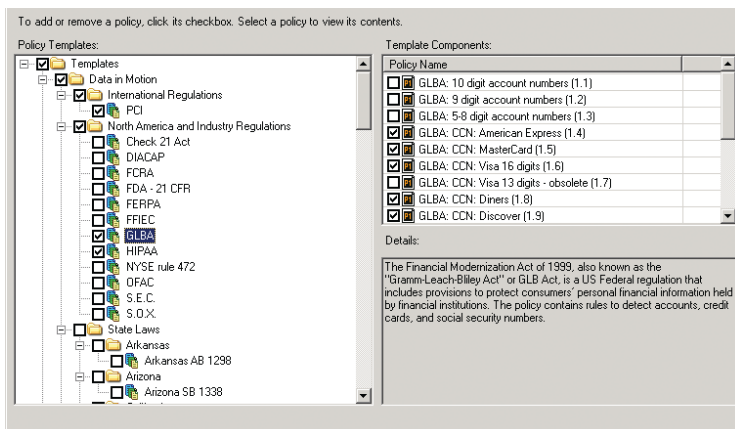 To add or remove a policy, click its checkbox. Select a policy to view its contents.
Policy Templates:
Templates
Data in Motion
International Regulations
PCI
North America and Industry Regulations
Check 21 Act
DIACAP
FCRA
FDA - 21 CFR
FERPA
FFIEC
GLBA
HIPAA
NYSE rule 472
OFAC
S.E.C.
S.O.X.
State Laws
Arkansas
Arkansas AB 1298
Arizona
Arizona SB 1338
Template Components:
Policy Name
GLBA: 10 digit account numbers (1.1)
GLBA: 9 digit account numbers (1.2)
GLBA: 5-8 digit account numbers (1.3)
GLBA: CCN: American Express (1.4)
GLBA: CCN: MasterCard (1.5)
GLBA: CCN: Visa 16 digits (1.6)
GLBA: CCN: Visa 13 digits - obsolete (1.7)
GLBA: CCN: Diners (1.8)
GLBA: CCN: Discover (1.9)
Details:
The Financial Modernization Act of 1999, also known as the
"Gramm-Leach-Bliley Act" or GLB Act, is a US Federal regulation that
includes provisions to protect consumers' personal financial information held
by financial institutions. The policy contains rules to detect accounts, credit
cards, and social security numbers.